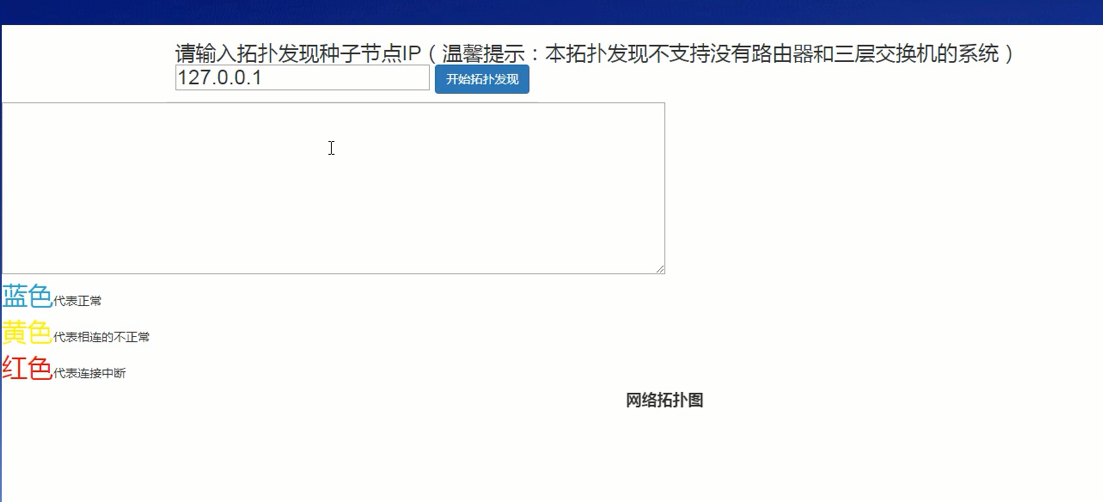 请输入拓扑发现种子节点IP（温馨提示：本拓扑发现不支持没有路由器和三层交换机的系统）
127.0.0.1 开始拓扑发现
蓝色代表正常
黄色代表相连的不正常
红色代表连接中断
网络拓扑图